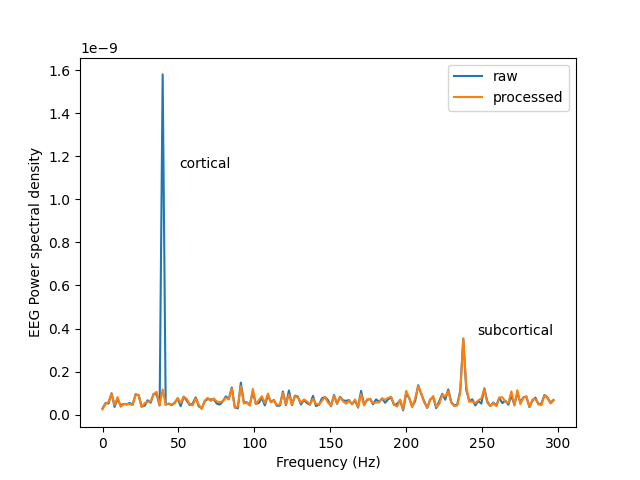 1e−9
1.6
1.4
1.2
1.0
0.8
0.6
0.4
0.2
0.0
EEG Power spectral density
raw
processed
cortical
subcortical
0 50 100 150 200 250 300
Frequency (Hz)